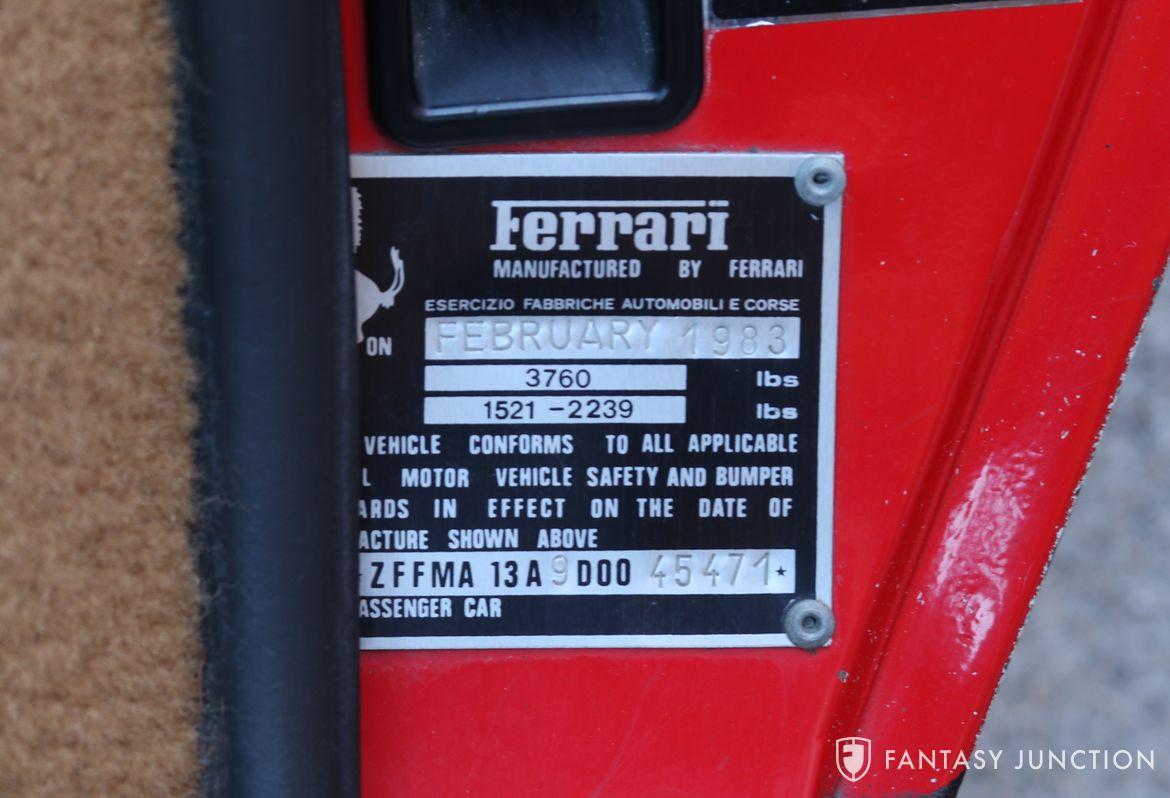 Ferrari
MANUFACTURED BY FERRARI
ESERCIZIO FABBRICHE AUTOMOBILI E CORSE
ON FEBRUARY 1983
3760 lbs
1521-2239 lbs
VEHICLE CONFORMS TO ALL APPLICABLE
L MOTOR VEHICLE SAFETY AND BUMPER
ARDS IN EFFECT ON THE DATE OF
ACTURE SHOWN ABOVE
ZFFMA 13A9D00 45471★
ASSENGER CAR
FANTASY JUNCTION